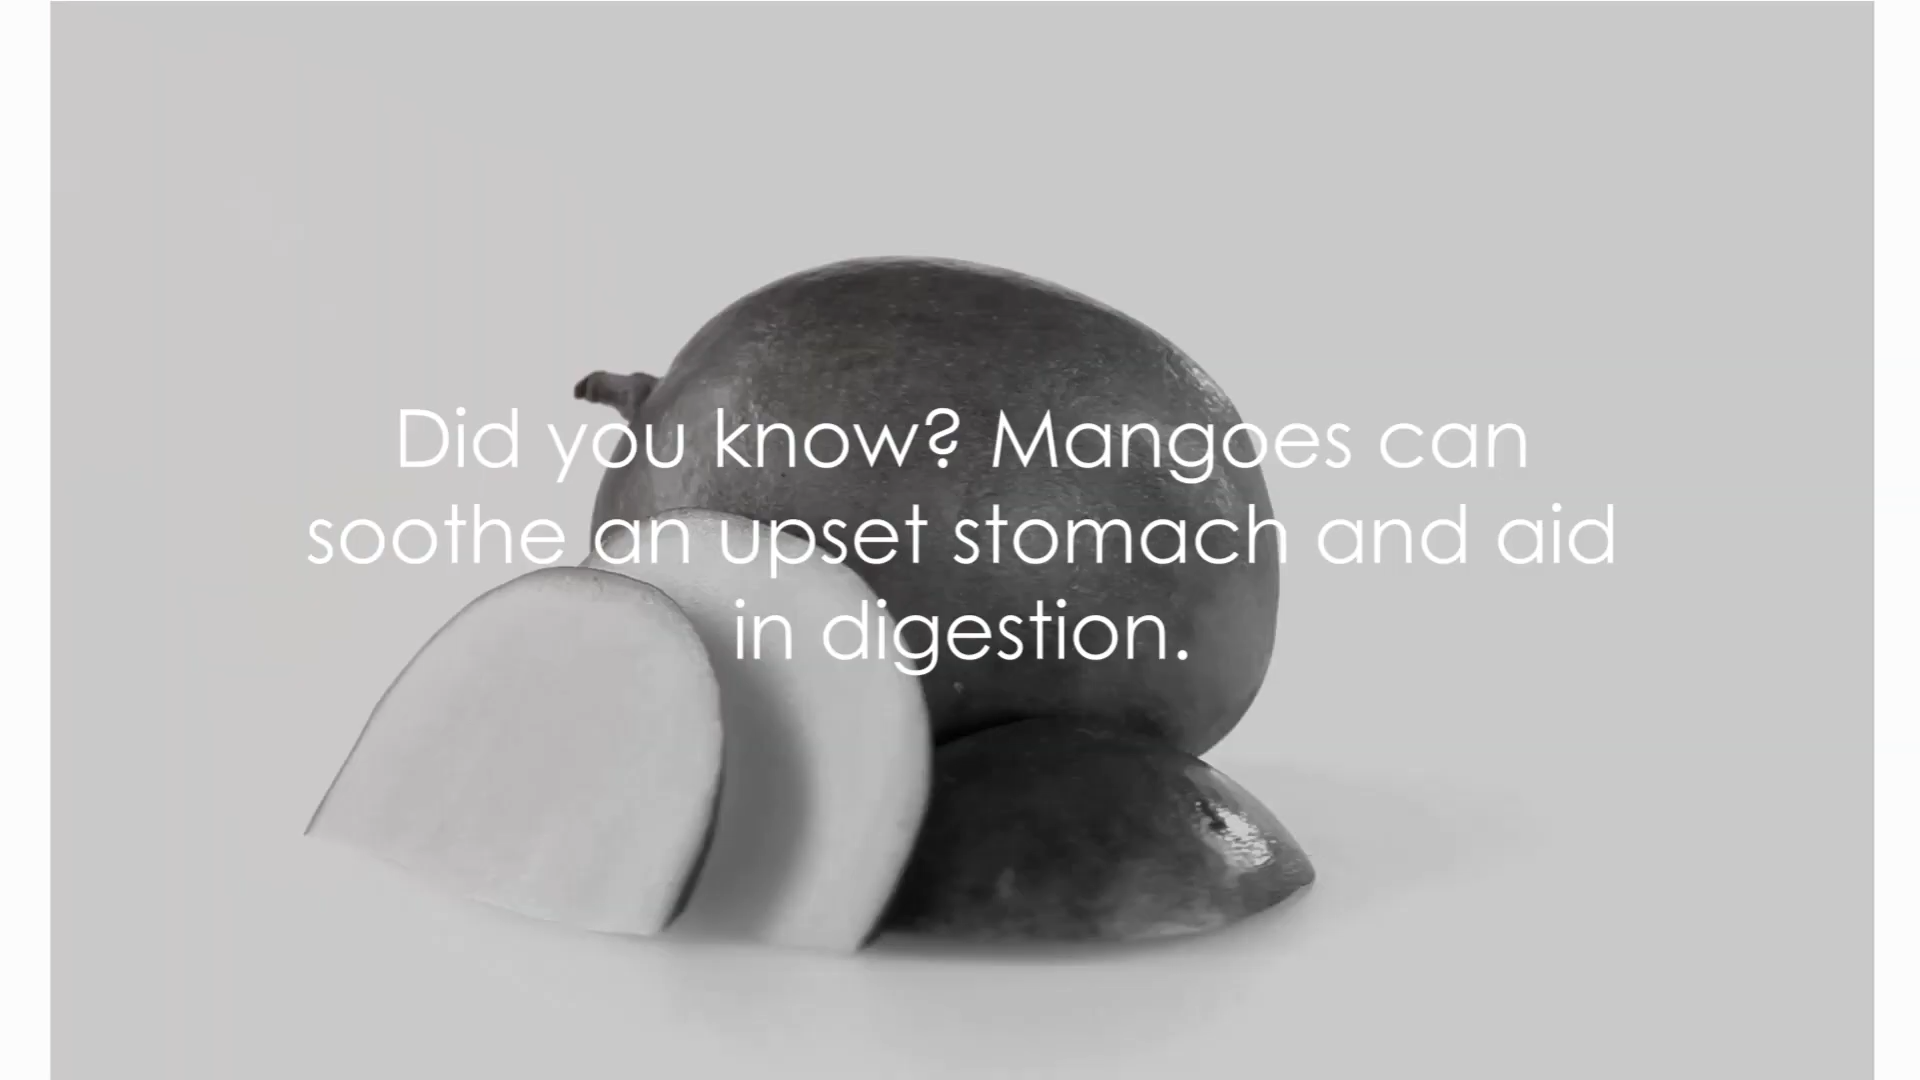 Did you know? Mangoes can
soothe an upset stomach and aid
in digestion.